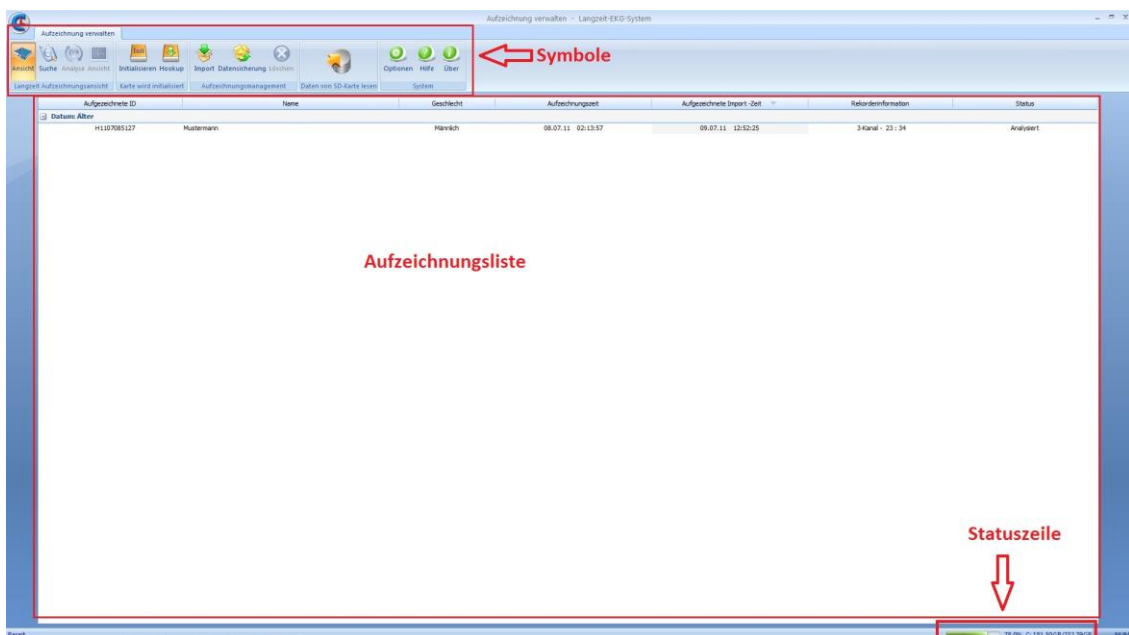 Aufzeichnung verwalten - Langzeit-EKG-System
Aufzeichnung verwalten
Ansicht Suche Analyse Ansicht Initialisieren Hookup Import Datensicherung Löschen Optionen Hilfe Über
Langzeit Aufzeichnungsansicht Karte wird initialisiert Aufzeichnungsmanagement Daten von SD-Karte lesen System
Symbole
Aufgezeichnete ID Name Geschlecht Aufzeichnungszeit Aufgezeichnete Import -Zeit Rekorderinformation Status
Datum: Älter
H1107085127 Mustermann Männlich 08.07.11 02:13:57 09.07.11 12:52:25 3-Kanal - 23 : 34 Analysiert
Aufzeichnungsliste
Statuszeile
Bereit